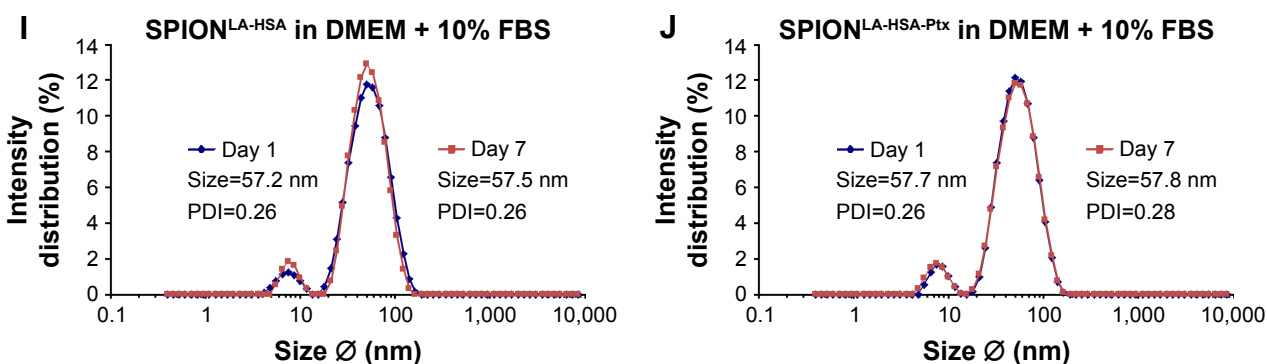 I
SPION^LA-HSA in DMEM + 10% FBS
Intensity
distribution (%)
14
12
10
8
6
4
2
0
Day 1
Size=57.2 nm
PDI=0.26
Day 7
Size=57.5 nm
PDI=0.26
0.1 1 10 100 1,000 10,000
Size ∅ (nm)
J
SPION^LA-HSA-Ptx in DMEM + 10% FBS
Intensity
distribution (%)
14
12
10
8
6
4
2
0
Day 1
Size=57.7 nm
PDI=0.26
Day 7
Size=57.8 nm
PDI=0.28
0.1 1 10 100 1,000 10,000
Size ∅ (nm)